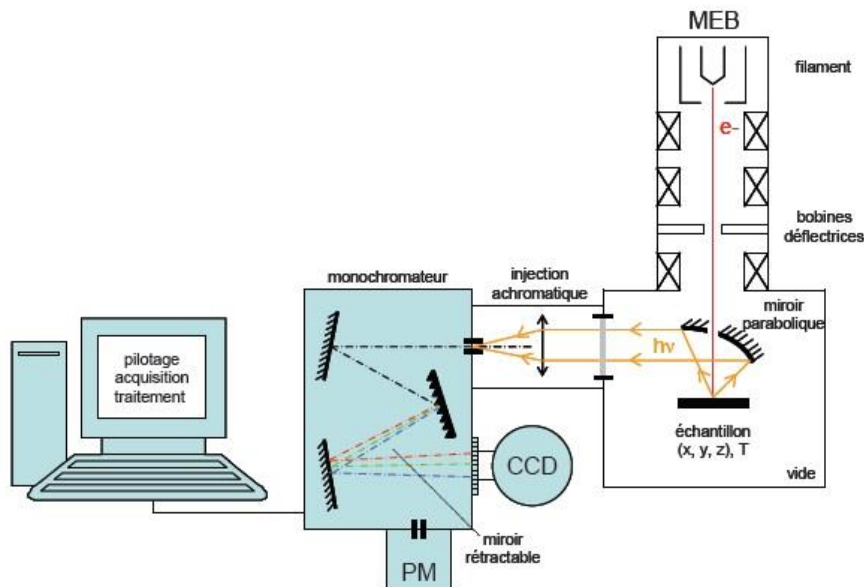 MEB
filament
e-
bobines
déflectrices
monochromateur
injection
achromatique
miroir
parabolique
hν
pilotage
acquisition
traitement
échantillon
(x, y, z), T
CCD
vide
miroir
rétractable
PM